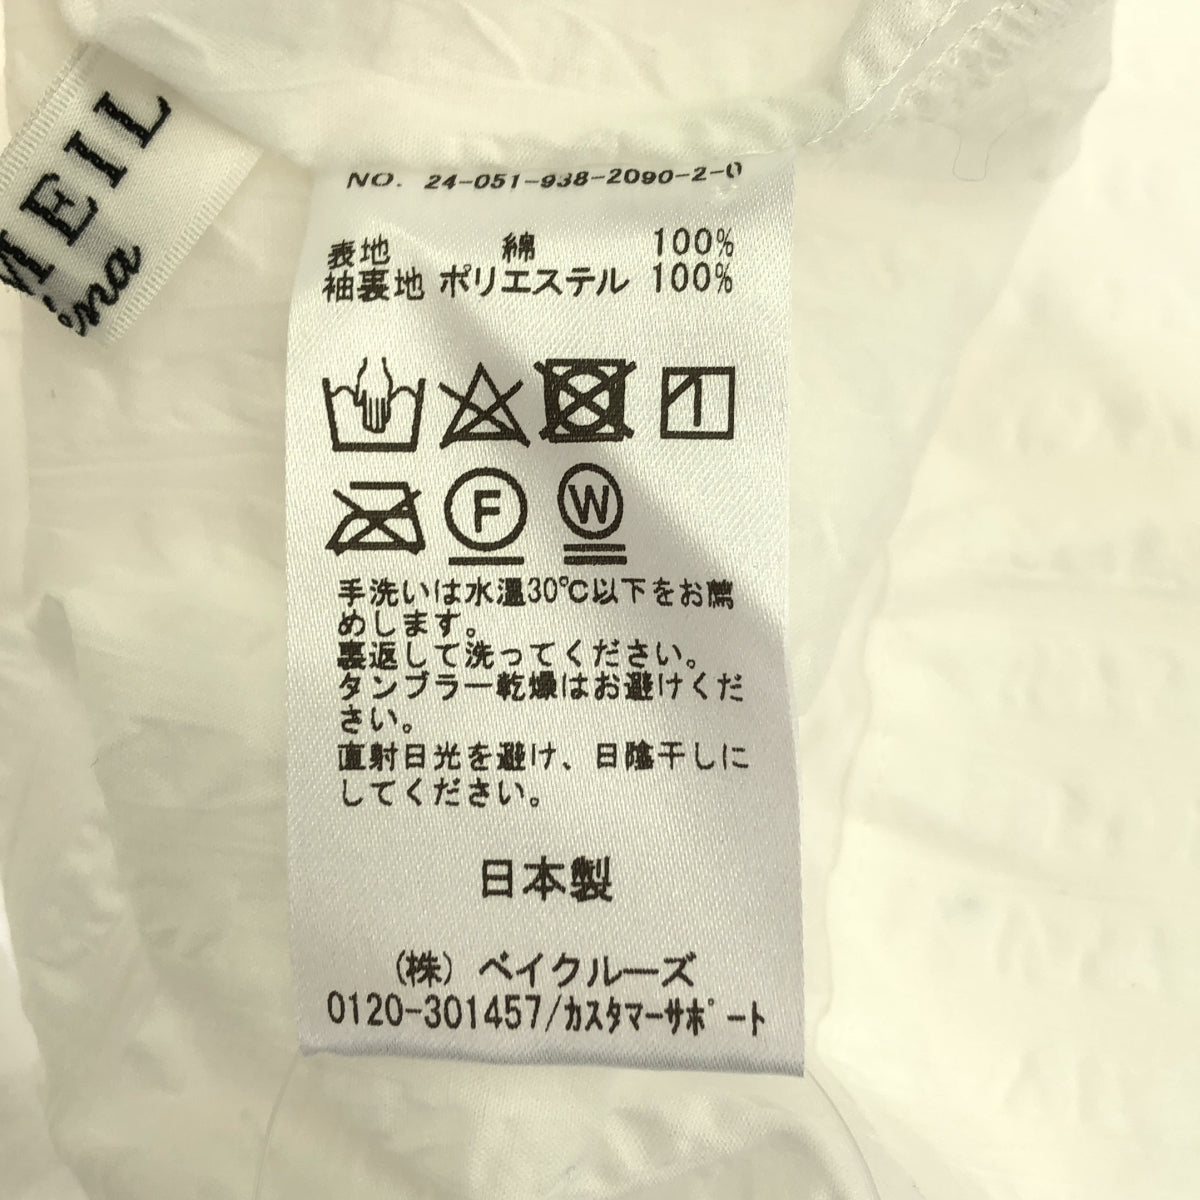 NO. 24-051-938-2090-2-0
表地 綿 100%
袖裏地 ポリエステル 100%
F
W
手洗いは水温30℃以下をお薦
めします。
裏返して洗ってください。
タンブラー乾燥はお避けくだ
さい。
直射日光を避け、日陰干しに
してください。
日本製
(株) ベイクルーズ
0120-301457/カスタマーサポート